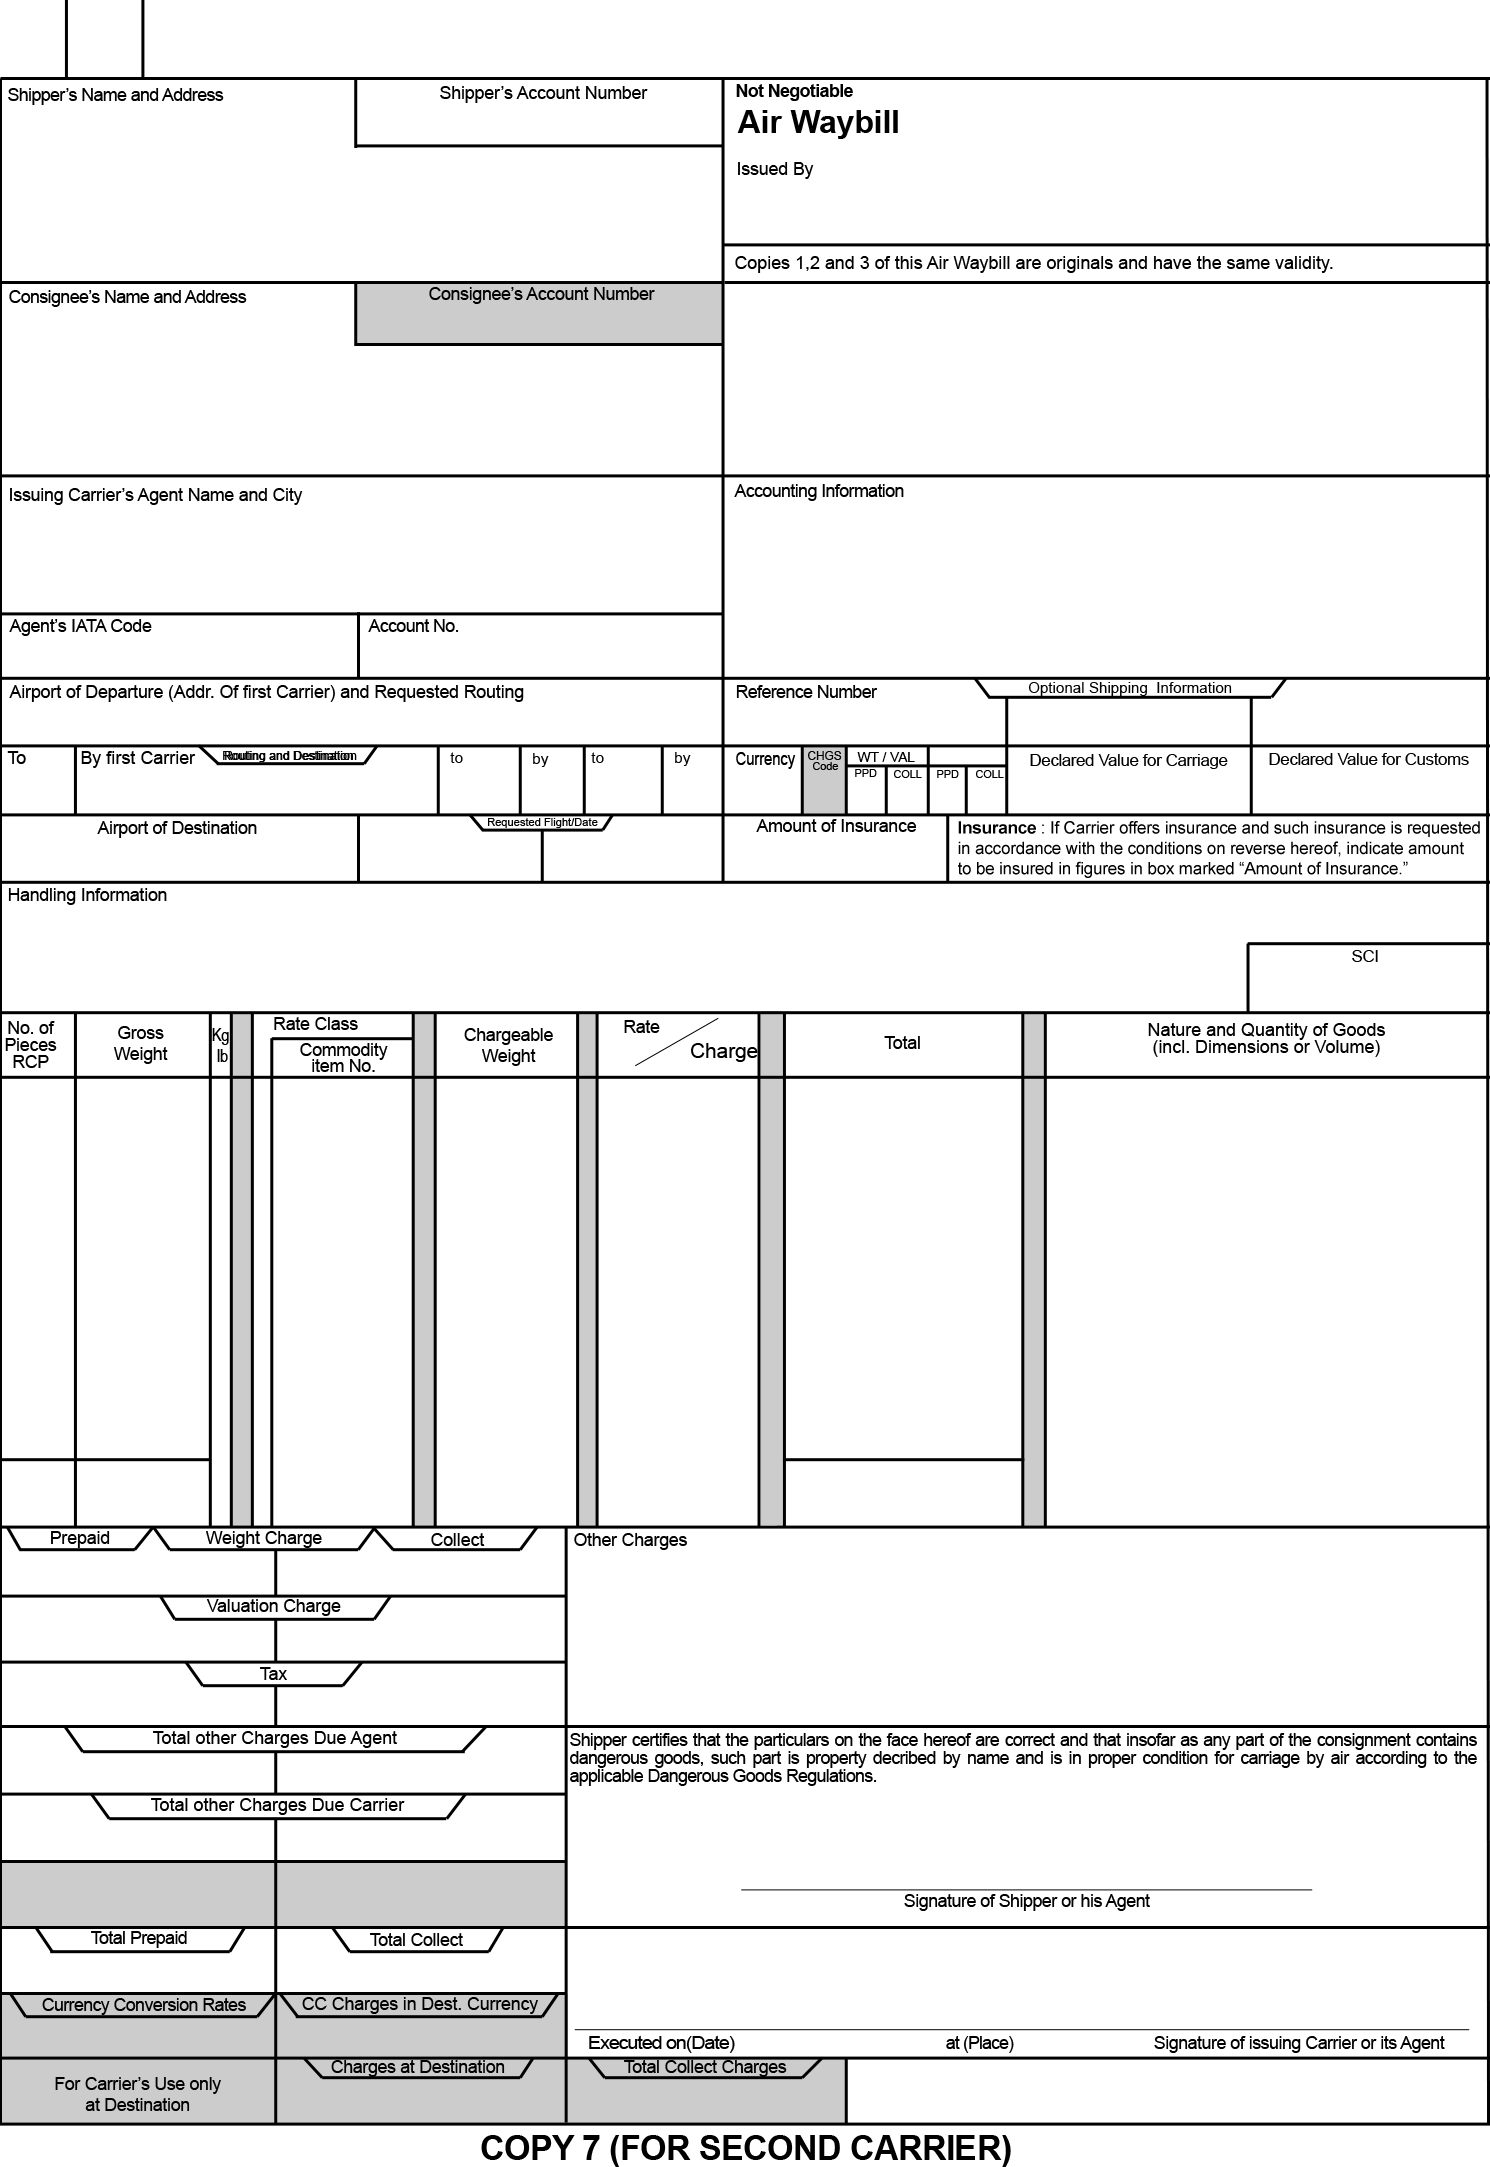 Shipper’s Name and Address
Shipper’s Account Number
Not Negotiable
Air Waybill
Issued By
Copies 1,2 and 3 of this Air Waybill are originals and have the same validity.
Consignee’s Name and Address
Consignee’s Account Number
Issuing Carrier’s Agent Name and City
Accounting Information
Agent’s IATA Code
Account No.
Airport of Departure (Addr. Of first Carrier) and Requested Routing
Reference Number
Optional Shipping Information
To
By first Carrier
Routing and Destination
to
by
to
by
Currency
CHGS
Code
WT / VAL
PPD
COLL
PPD
COLL
Declared Value for Carriage
Declared Value for Customs
Airport of Destination
Requested Flight/Date
Amount of Insurance
Insurance : If Carrier offers insurance and such insurance is requested
in accordance with the conditions on reverse hereof, indicate amount
to be insured in figures in box marked “Amount of Insurance.”
Handling Information
SCI
No. of
Pieces
RCP
Gross
Weight
Kg
lb
Rate Class
Commodity
item No.
Chargeable
Weight
Rate
Charge
Total
Nature and Quantity of Goods
(incl. Dimensions or Volume)
Prepaid
Weight Charge
Collect
Other Charges
Valuation Charge
Tax
Total other Charges Due Agent
Shipper certifies that the particulars on the face hereof are correct and that insofar as any part of the consignment contains
dangerous goods, such part is property decribed by name and is in proper condition for carriage by air according to the
applicable Dangerous Goods Regulations.
Total other Charges Due Carrier
Signature of Shipper or his Agent
Total Prepaid
Total Collect
Currency Conversion Rates
CC Charges in Dest. Currency
Executed on(Date)
at (Place)
Signature of issuing Carrier or its Agent
For Carrier’s Use only
at Destination
Charges at Destination
Total Collect Charges
COPY 7 (FOR SECOND CARRIER)